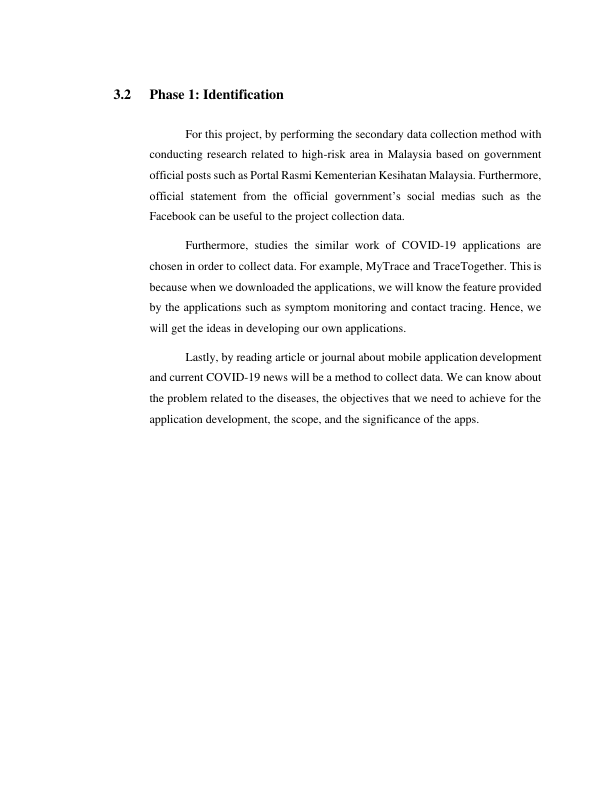 3.2 Phase 1: Identification
For this project, by performing the secondary data collection method with
conducting research related to high-risk area in Malaysia based on government
official posts such as Portal Rasmi Kementerian Kesihatan Malaysia. Furthermore,
official statement from the official government’s social medias such as the
Facebook can be useful to the project collection data.
Furthermore, studies the similar work of COVID-19 applications are
chosen in order to collect data. For example, MyTrace and TraceTogether. This is
because when we downloaded the applications, we will know the feature provided
by the applications such as symptom monitoring and contact tracing. Hence, we
will get the ideas in developing our own applications.
Lastly, by reading article or journal about mobile application development
and current COVID-19 news will be a method to collect data. We can know about
the problem related to the diseases, the objectives that we need to achieve for the
application development, the scope, and the significance of the apps.